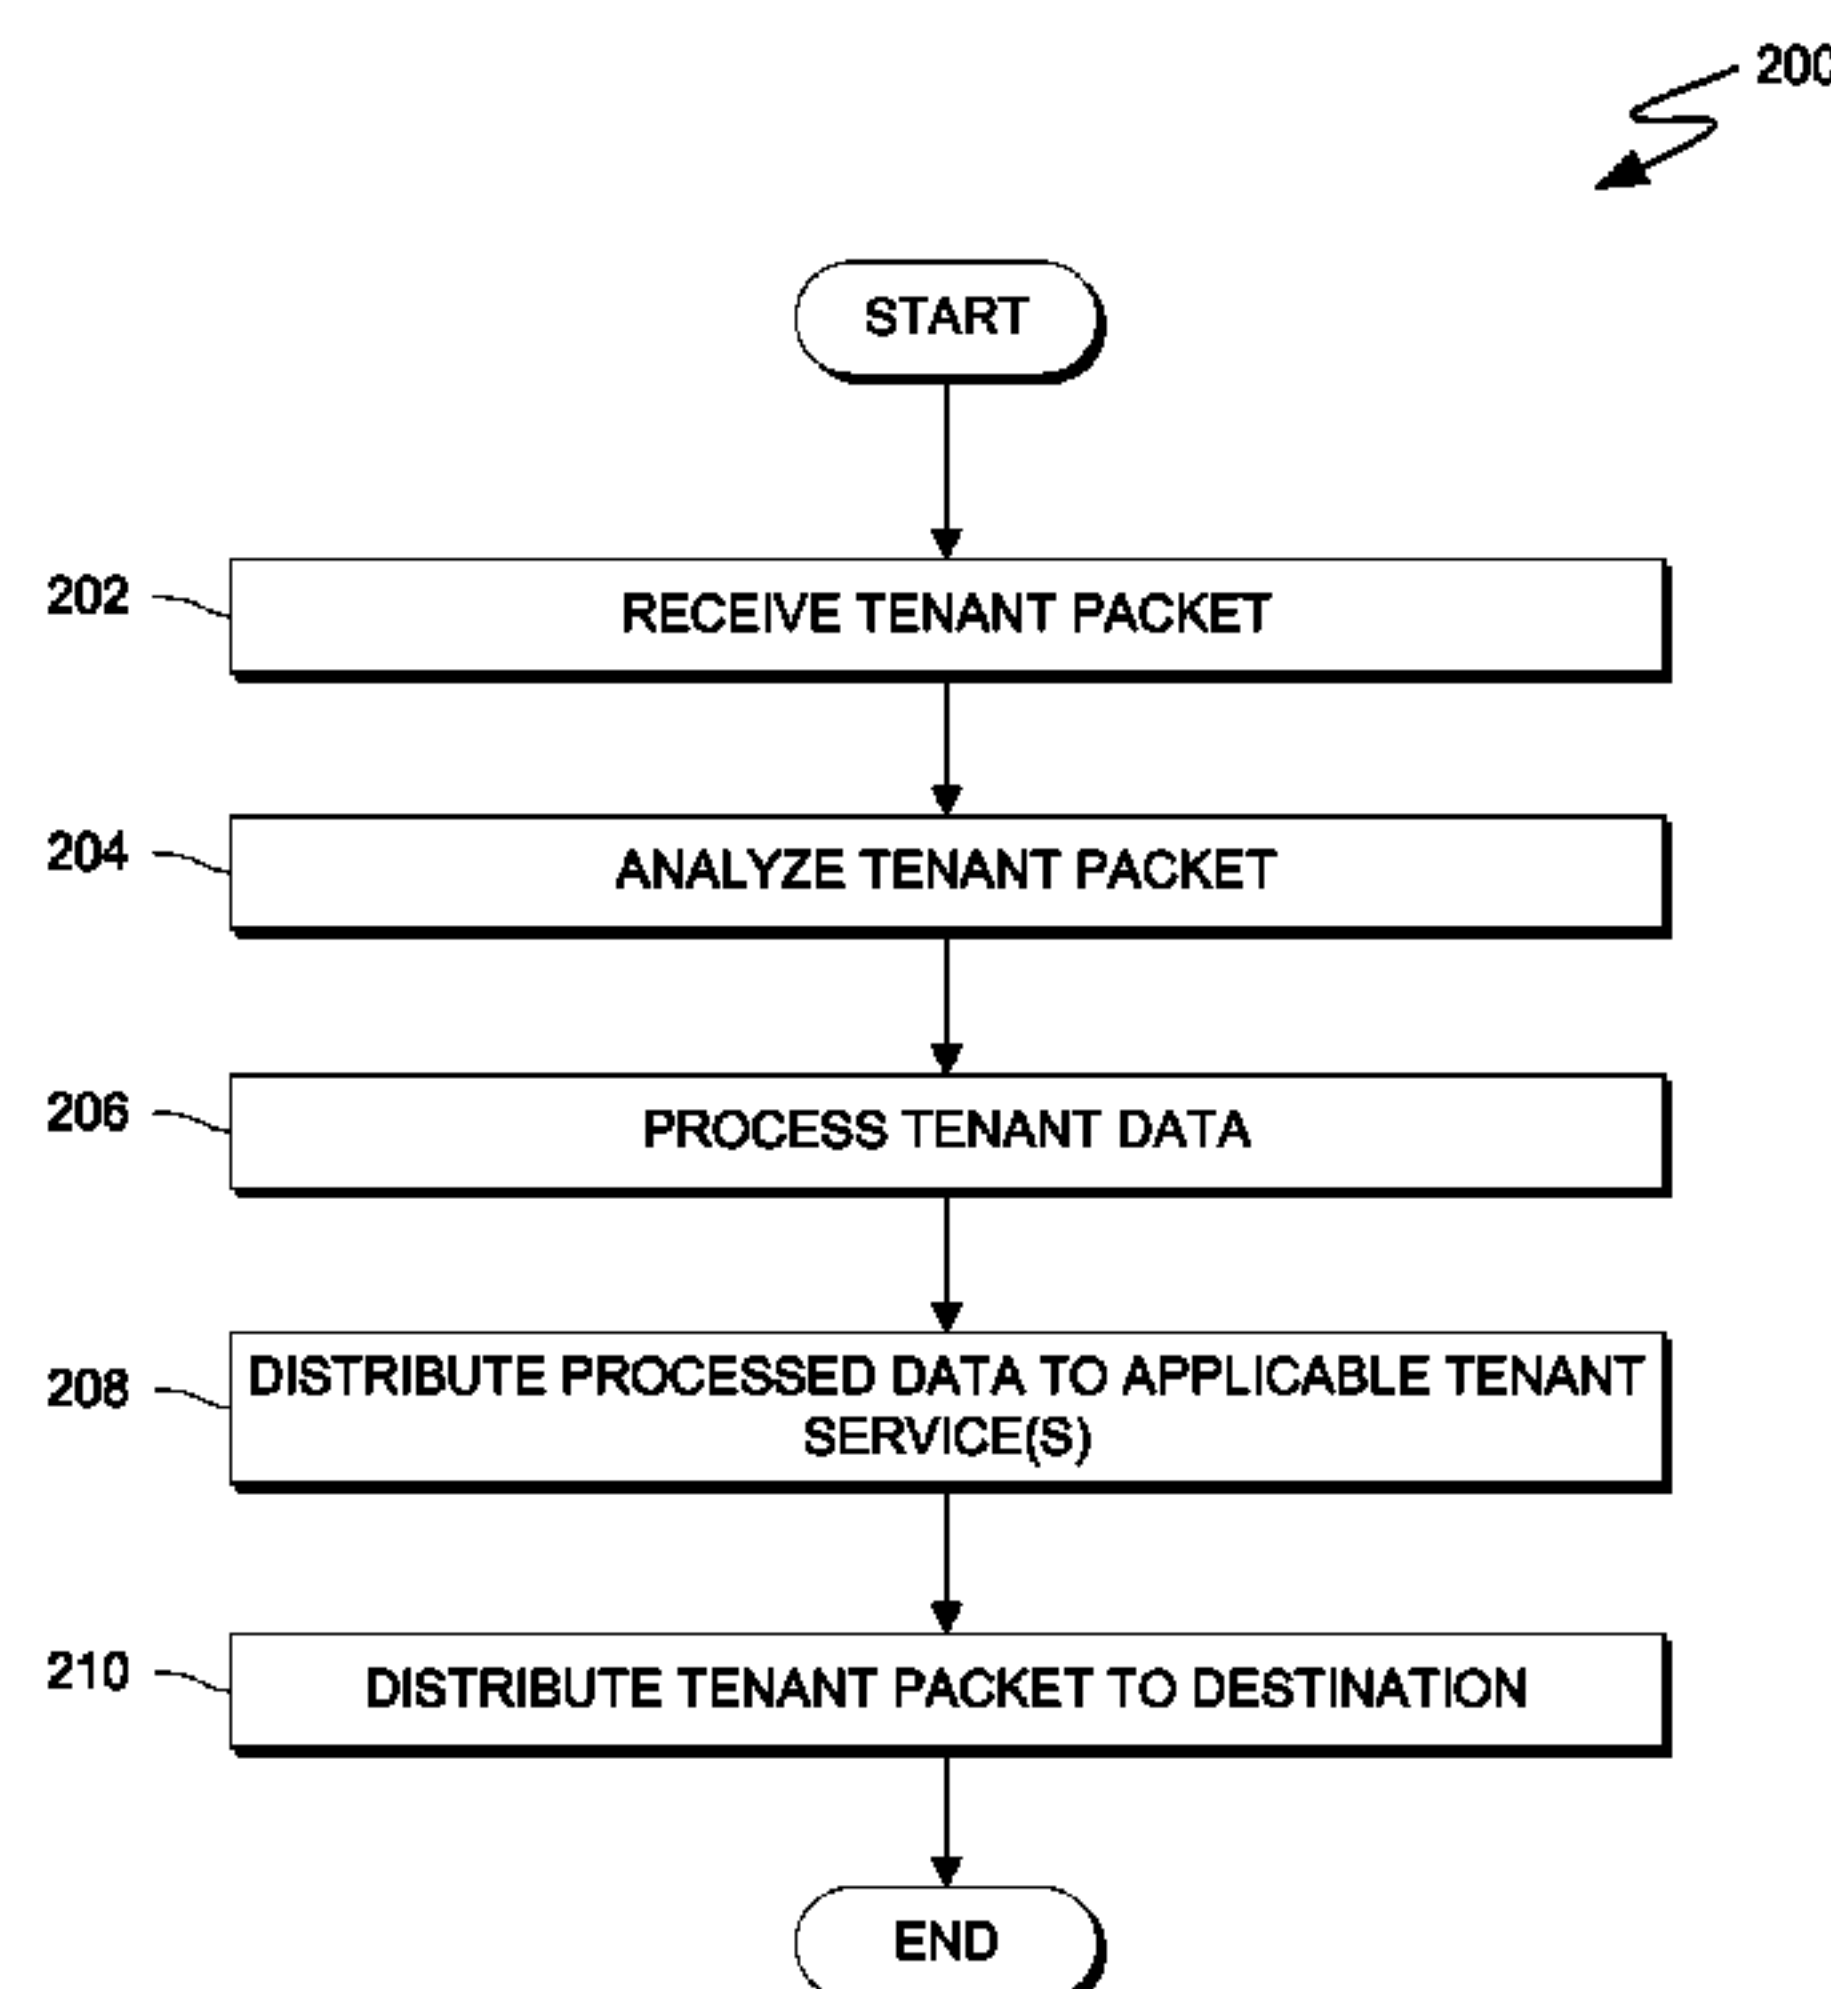 200
START
202
RECEIVE TENANT PACKET
204
ANALYZE TENANT PACKET
206
PROCESS TENANT DATA
208
DISTRIBUTE PROCESSED DATA TO APPLICABLE TENANT
SERVICE(S)
210
DISTRIBUTE TENANT PACKET TO DESTINATION
END